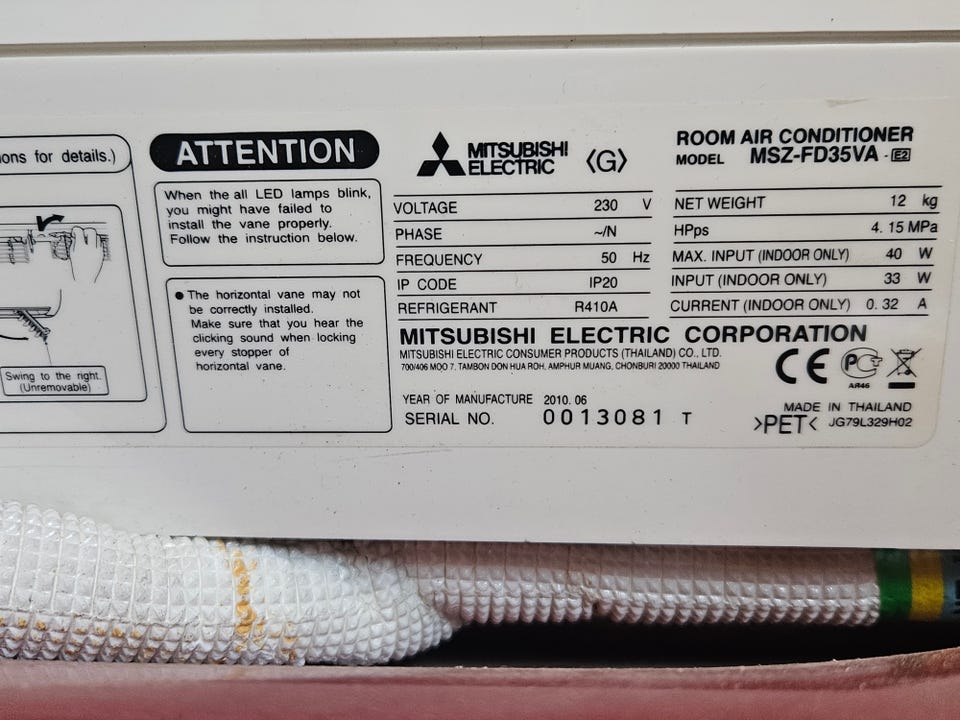 ons for details.)
Swing to the right.
(Unremovable)
ATTENTION
When the all LED lamps blink,
you might have failed to
install the vane properly.
Follow the instruction below.
● The horizontal vane may not
be correctly installed.
Make sure that you hear the
clicking sound when locking
every stopper of
horizontal vane.
MITSUBISHI
ELECTRIC
〈G〉
ROOM AIR CONDITIONER
MODEL MSZ-FD35VA - E2
VOLTAGE 230 V
PHASE ~/N
FREQUENCY 50 Hz
IP CODE IP20
REFRIGERANT R410A
NET WEIGHT 12 kg
HPps 4. 15 MPa
MAX. INPUT (INDOOR ONLY) 40 W
INPUT (INDOOR ONLY) 33 W
CURRENT (INDOOR ONLY) 0. 32 A
MITSUBISHI ELECTRIC CORPORATION
MITSUBISHI ELECTRIC CONSUMER PRODUCTS (THAILAND) CO., LTD.
700/406 MOO 7, TAMBON DON HUA ROH, AMPHUR MUANG, CHONBURI 20000 THAILAND
CE
AR46
YEAR OF MANUFACTURE 2010. 06
SERIAL NO. 0013081 T
MADE IN THAILAND
>PET< JG79L329H02